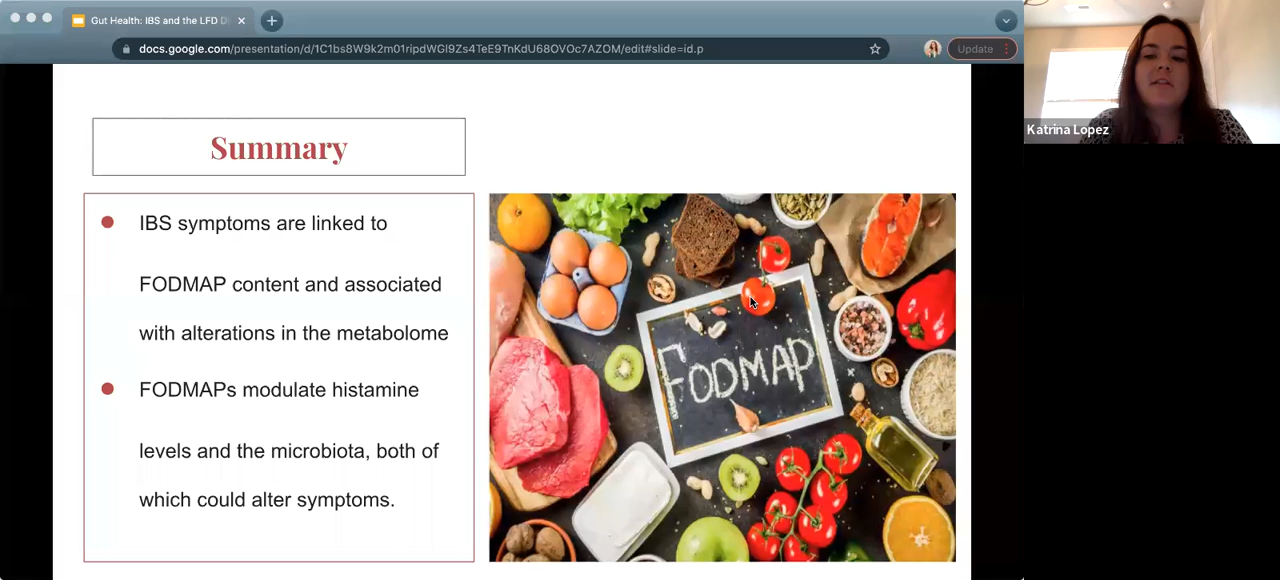 Gut Health: IBS and the LFD
Update
docs.google.com/presentation/d/1C1bs8W9k2m01ripdWGl9Zs4TeE9TnKdU68OVOc7AZOM/edit#slide=id.p
Katrina Lopez
Summary
IBS symptoms are linked to
FODMAP content and associated
with alterations in the metabolome
FODMAPs modulate histamine
levels and the microbiota, both of
which could alter symptoms.
FODMAP